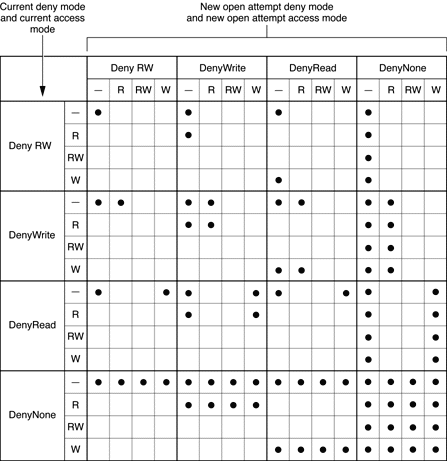 Current deny mode
and current access
mode
New open attempt deny mode
and new open attempt access mode
Deny RW DenyWrite DenyRead DenyNone
— R RW W — R RW W — R RW W — R RW W
Deny RW
—
R
RW
W
DenyWrite
—
R
RW
W
DenyRead
—
R
RW
W
DenyNone
—
R
RW
W